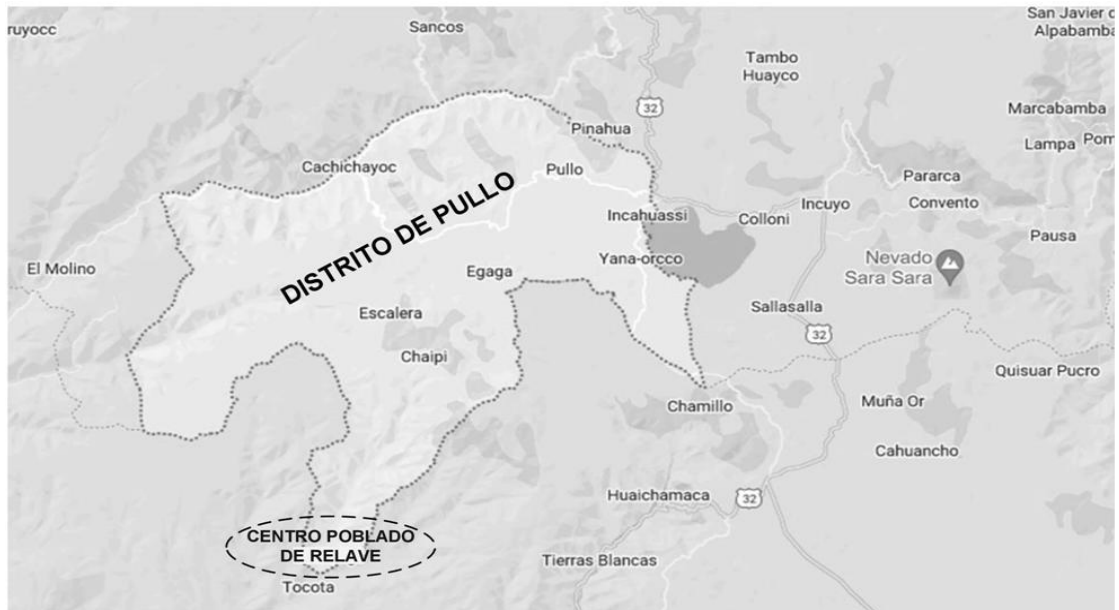 ruyocc
Sancos
San Javier d
Alpabamba
Tambo
Huayco
32
Marcabamba
Pinahua
Lampa
Pom
Cachichayoc
Pullo
Pararca
DISTRITO DE PULLO
Incuyo
Convento
Incahuassi
Colloni
Pausa
El Molino
Egaga
Yana-orcco
Nevado
Sara Sara
Escalera
Sallasalla
32
Chaipi
Quisuar Pucro
Chamillo
Muña Or
Cahuancho
Huaichamaca
32
CENTRO POBLADO
DE RELAVE
Tierras Blancas
Tocota